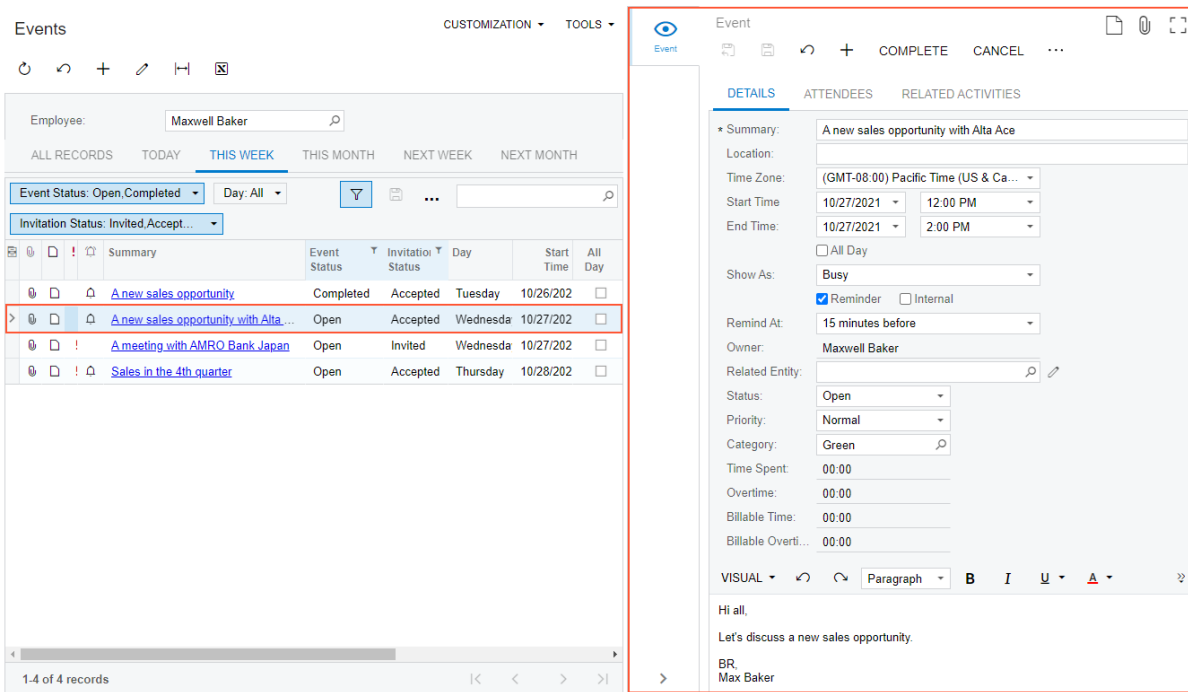 Events
CUSTOMIZATION TOOLS
Employee: Maxwell Baker
ALL RECORDS TODAY THIS WEEK THIS MONTH NEXT WEEK NEXT MONTH
Event Status: Open,Completed Day: All
Invitation Status: Invited,Accept...
! Summary Event Status Invitation Status Day Start Time All Day
A new sales opportunity Completed Accepted Tuesday 10/26/202
A new sales opportunity with Alta ... Open Accepted Wednesda 10/27/202
! A meeting with AMRO Bank Japan Open Invited Wednesda 10/27/202
! Sales in the 4th quarter Open Accepted Thursday 10/28/202
1-4 of 4 records
Event
Event
COMPLETE CANCEL ...
DETAILS ATTENDEES RELATED ACTIVITIES
* Summary: A new sales opportunity with Alta Ace
Location:
Time Zone: (GMT-08:00) Pacific Time (US & Ca...
Start Time 10/27/2021 12:00 PM
End Time: 10/27/2021 2:00 PM
All Day
Show As: Busy
Reminder Internal
Remind At: 15 minutes before
Owner: Maxwell Baker
Related Entity:
Status: Open
Priority: Normal
Category: Green
Time Spent: 00:00
Overtime: 00:00
Billable Time: 00:00
Billable Overti... 00:00
VISUAL Paragraph B I U A
Hi all,
Let's discuss a new sales opportunity.
BR,
Max Baker